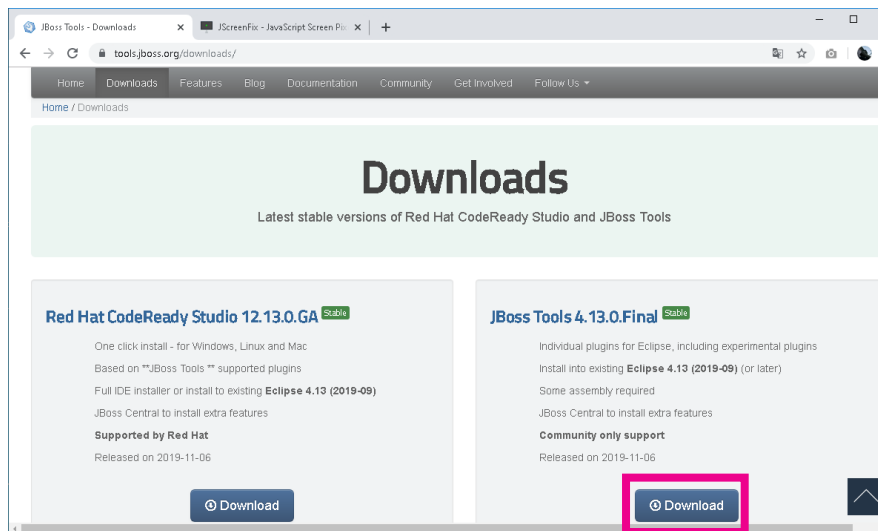 JBoss Tools - Downloads
JScreenFix - JavaScript Screen Pix
tools.jboss.org/downloads/
Home Downloads Features Blog Documentation Community Get Involved Follow Us
Home / Downloads
Downloads
Latest stable versions of Red Hat CodeReady Studio and JBoss Tools
Red Hat CodeReady Studio 12.13.0.GA Stable
One click install - for Windows, Linux and Mac
Based on **JBoss Tools ** supported plugins
Full IDE installer or install to existing Eclipse 4.13 (2019-09)
JBoss Central to install extra features
Supported by Red Hat
Released on 2019-11-06
Download
JBoss Tools 4.13.0.Final Stable
Individual plugins for Eclipse, including experimental plugins
Install into existing Eclipse 4.13 (2019-09) (or later)
Some assembly required
JBoss Central to install extra features
Community only support
Released on 2019-11-06
Download